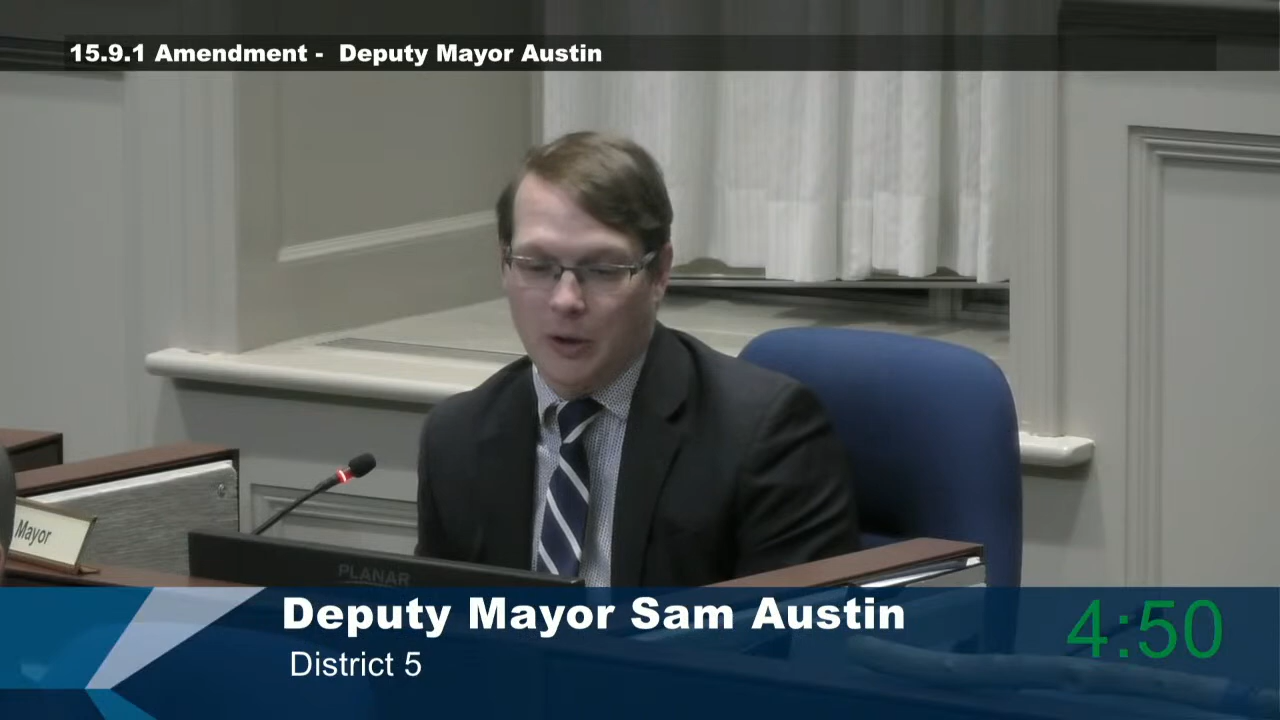 15.9.1 Amendment - Deputy Mayor Austin
Mayor
PLANAR
Deputy Mayor Sam Austin
District 5
4:50